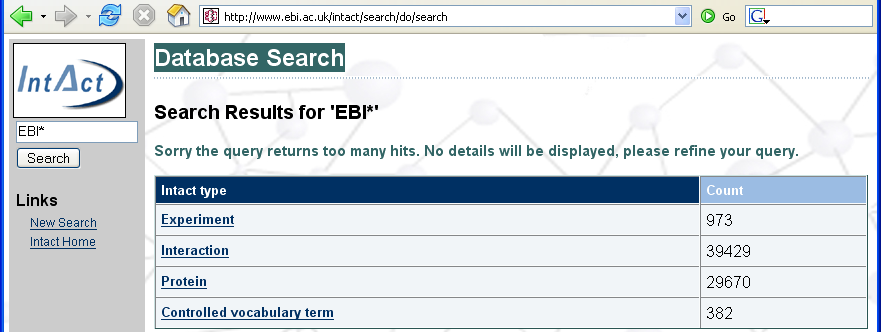 http://www.ebi.ac.uk/intact/search/do/search
Go
G
IntAct
EBI*
Search
Links
New Search
Intact Home
Database Search
Search Results for 'EBI*'
Sorry the query returns too many hits. No details will be displayed, please refine your query.
Intact type Count
Experiment 973
Interaction 39429
Protein 29670
Controlled vocabulary term 382